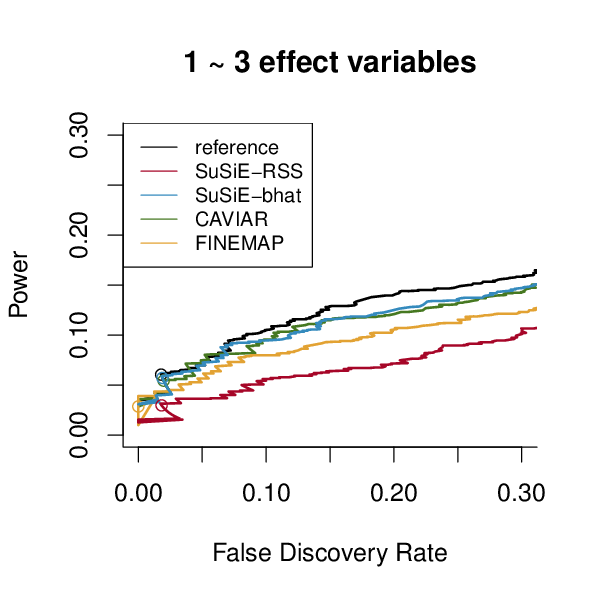 1 ~ 3 effect variables
reference
SuSiE−RSS
SuSiE−bhat
CAVIAR
FINEMAP
Power
0.30
0.20
0.10
0.00
0.00 0.10 0.20 0.30
False Discovery Rate